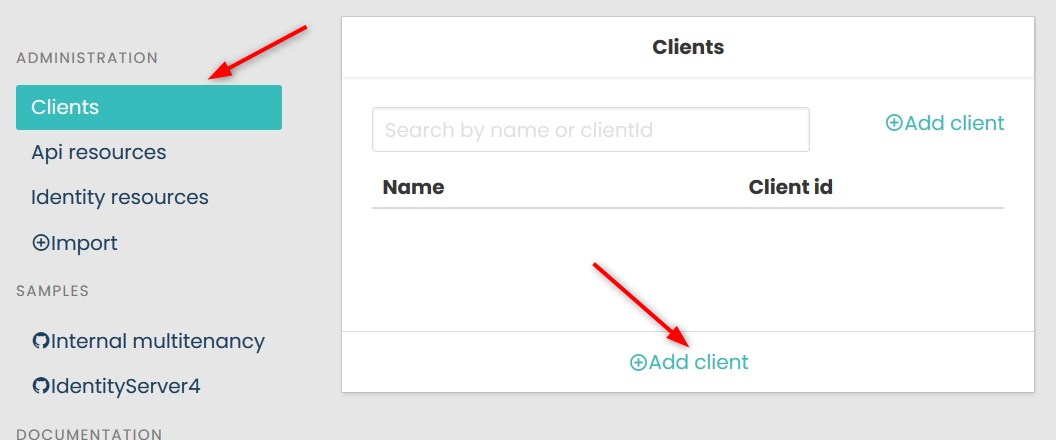 ADMINISTRATION
Clients
Api resources
Identity resources
Import
SAMPLES
Internal multitenancy
IdentityServer4
DOCUMENTATION
Clients
Search by name or clientId
Add client
Name Client id
Add client